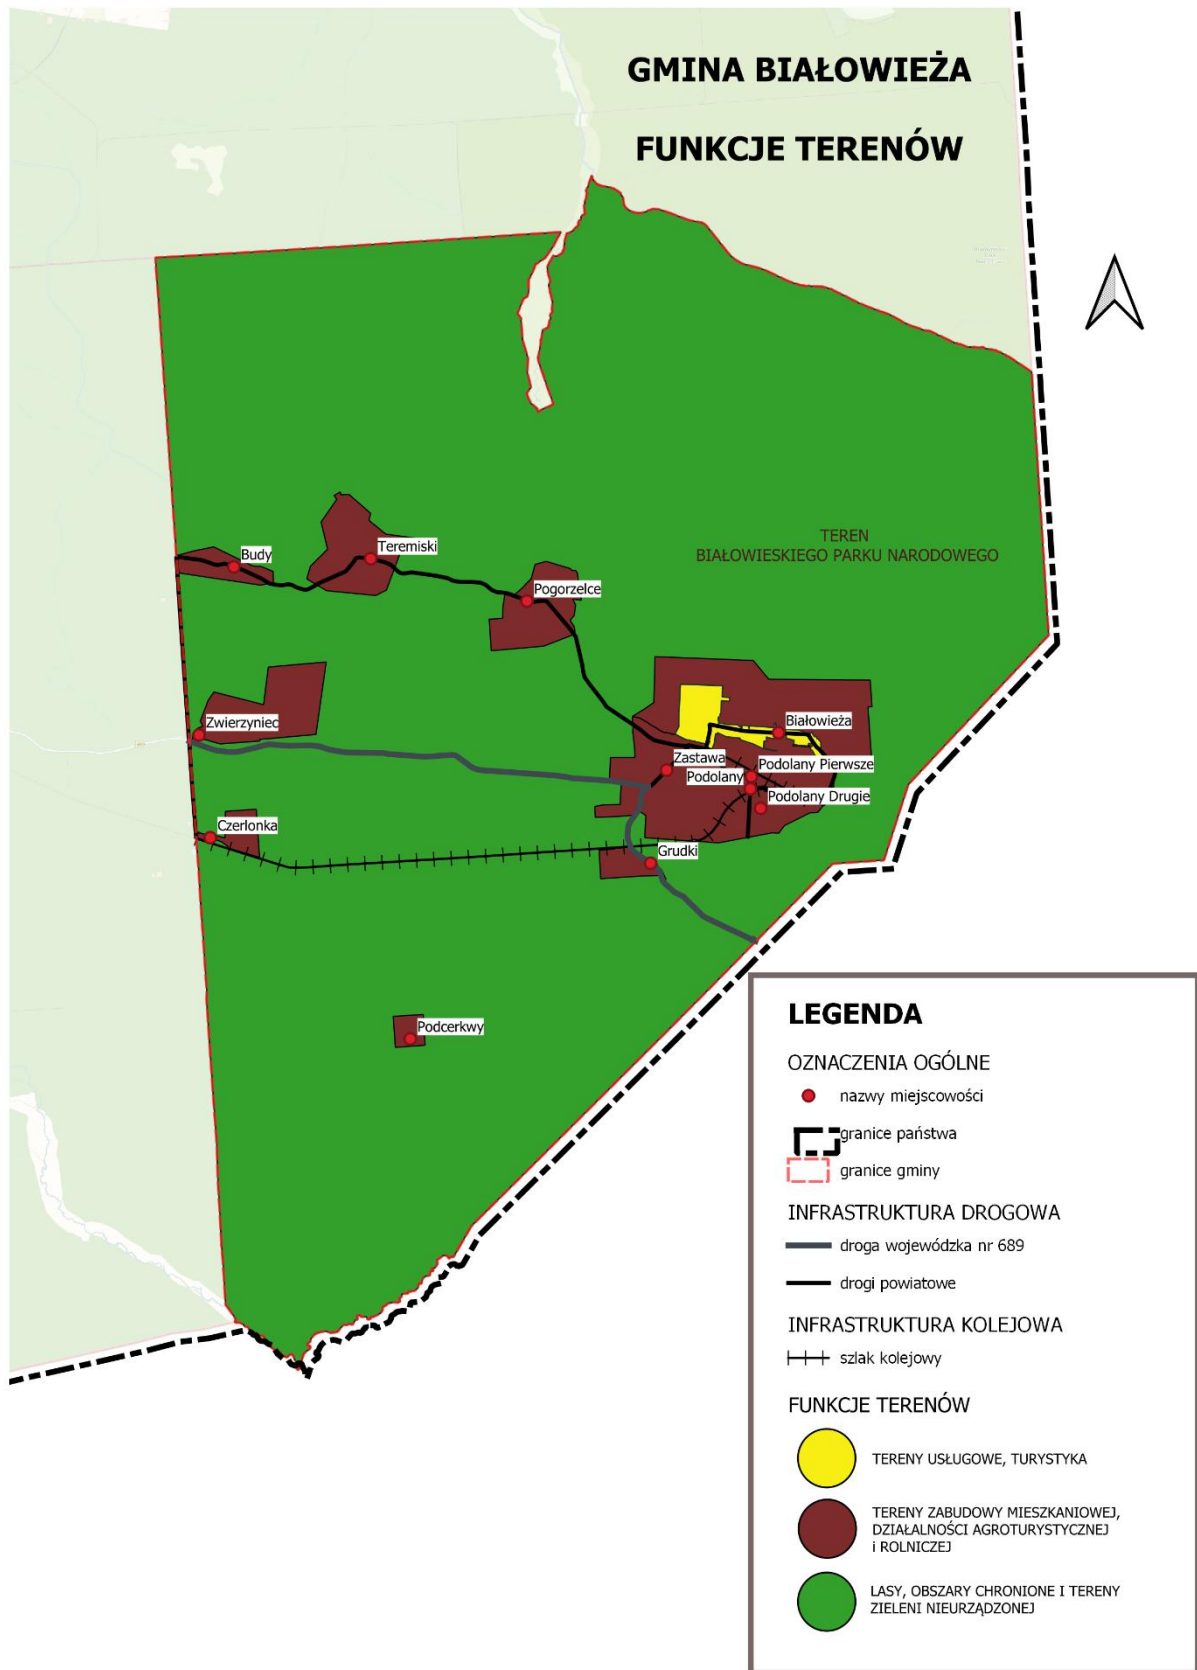 GMINA BIAŁOWIEŻA
FUNKCJE TERENÓW
TEREN
BIAŁOWIESKIEGO PARKU NARODOWEGO
Budy
Teremiski
Pogorzelce
Zwierzyniec
Białowieża
Zastawa
Podolany Pierwsze
Podolany
Podolany Drugie
Czerlonka
Grudki
Podcerkwy
LEGENDA
OZNACZENIA OGÓLNE
nazwy miejscowości
granice państwa
granice gminy
INFRASTRUKTURA DROGOWA
droga wojewódzka nr 689
drogi powiatowe
INFRASTRUKTURA KOLEJOWA
szlak kolejowy
FUNKCJE TERENÓW
TERENY USŁUGOWE, TURYSTYKA
TERENY ZABUDOWY MIESZKANIOWEJ,
DZIAŁALNOŚCI AGROTURYSTYCZNEJ
i ROLNICZEJ
LASY, OBSZARY CHRONIONE I TERENY
ZIELENI NIEURZĄDZONEJ